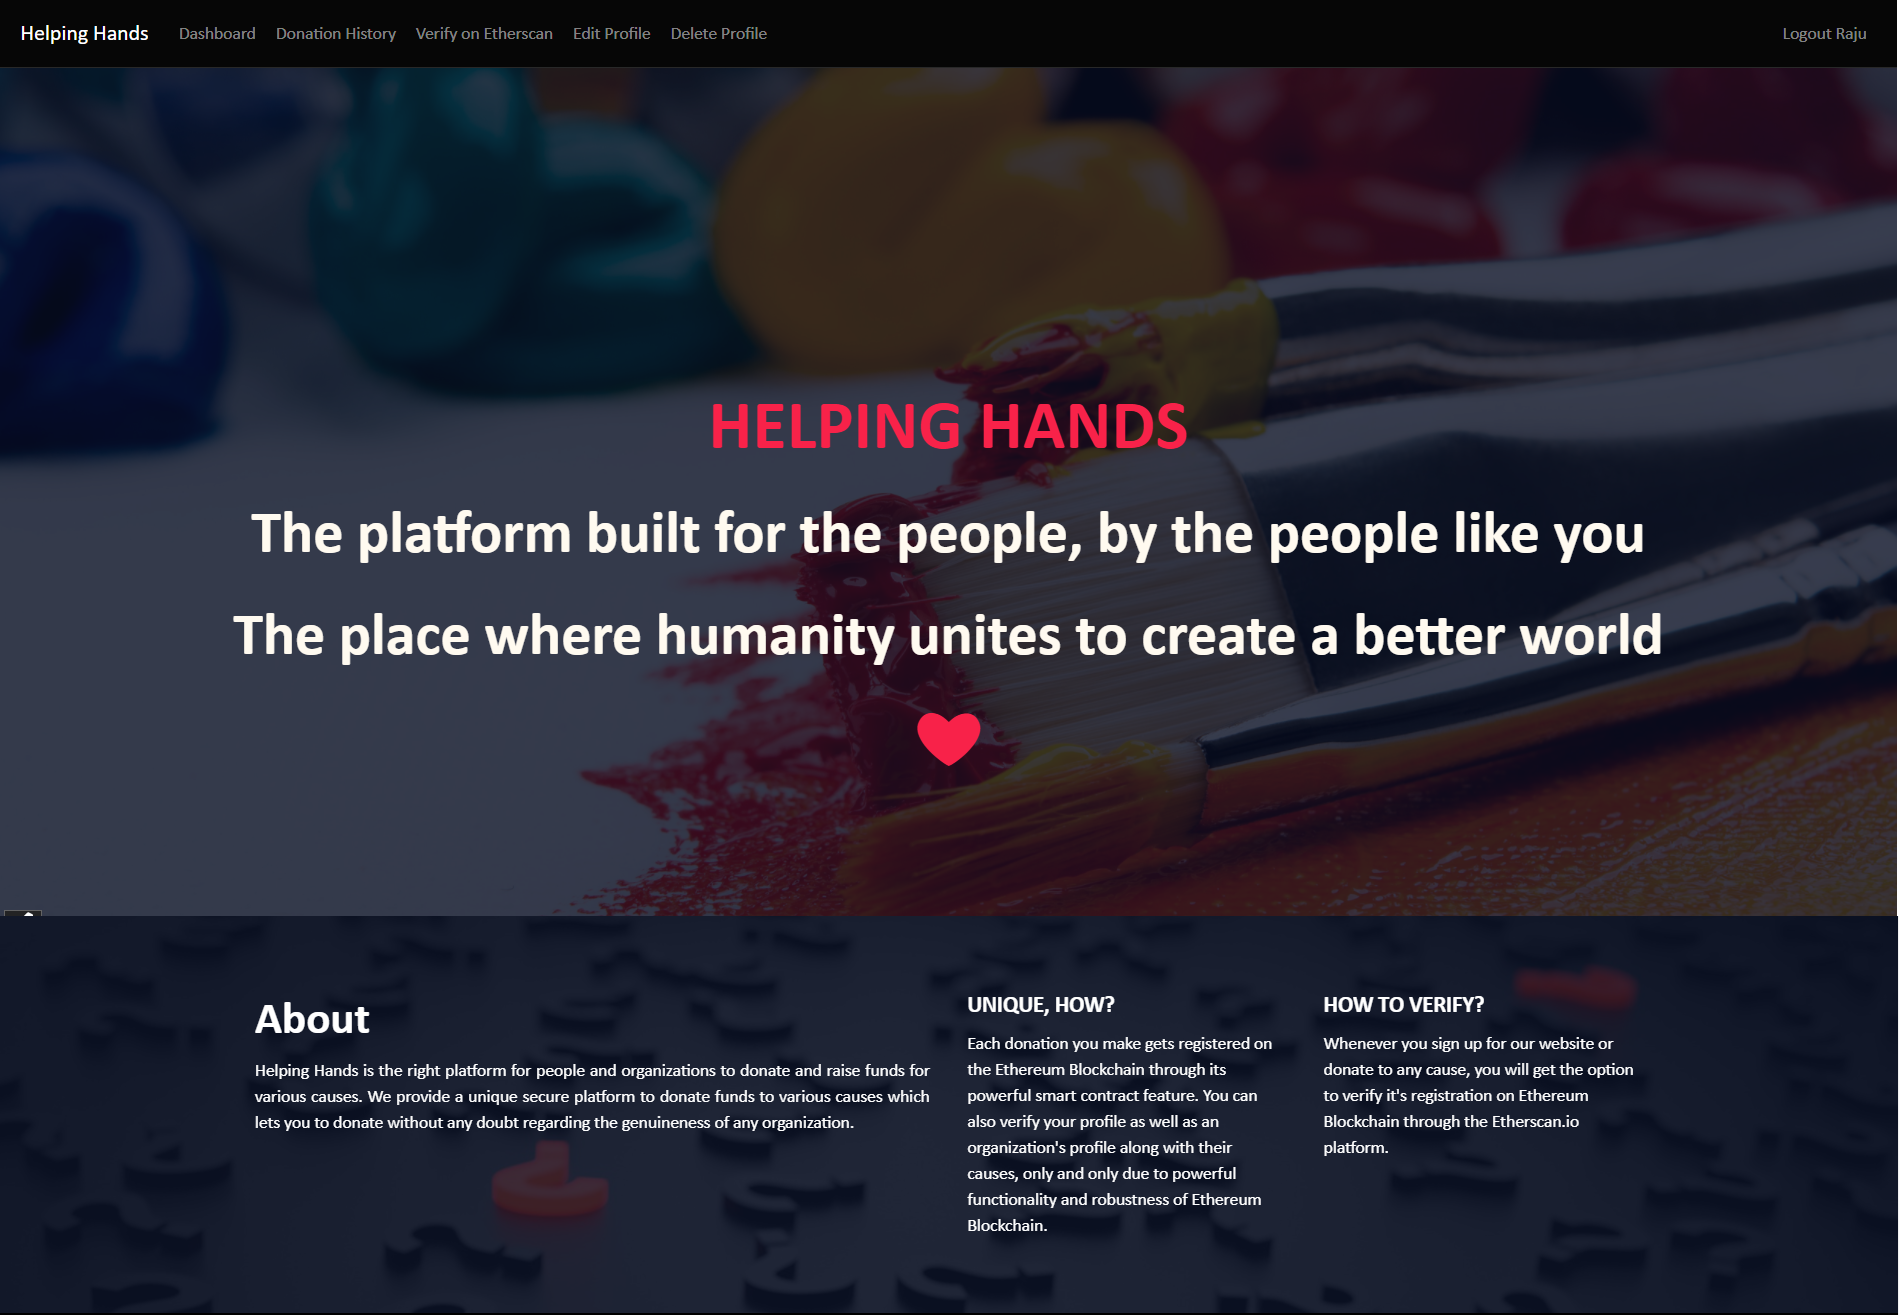 Helping Hands Dashboard Donation History Verify on Etherscan Edit Profile Delete Profile Logout Raju
HELPING HANDS
The platform built for the people, by the people like you
The place where humanity unites to create a better world
About
Helping Hands is the right platform for people and organizations to donate and raise funds for
various causes. We provide a unique secure platform to donate funds to various causes which
lets you to donate without any doubt regarding the genuineness of any organization.
UNIQUE, HOW?
Each donation you make gets registered on
the Ethereum Blockchain through its
powerful smart contract feature. You can
also verify your profile as well as an
organization's profile along with their
causes, only and only due to powerful
functionality and robustness of Ethereum
Blockchain.
HOW TO VERIFY?
Whenever you sign up for our website or
donate to any cause, you will get the option
to verify it's registration on Ethereum
Blockchain through the Etherscan.io
platform.